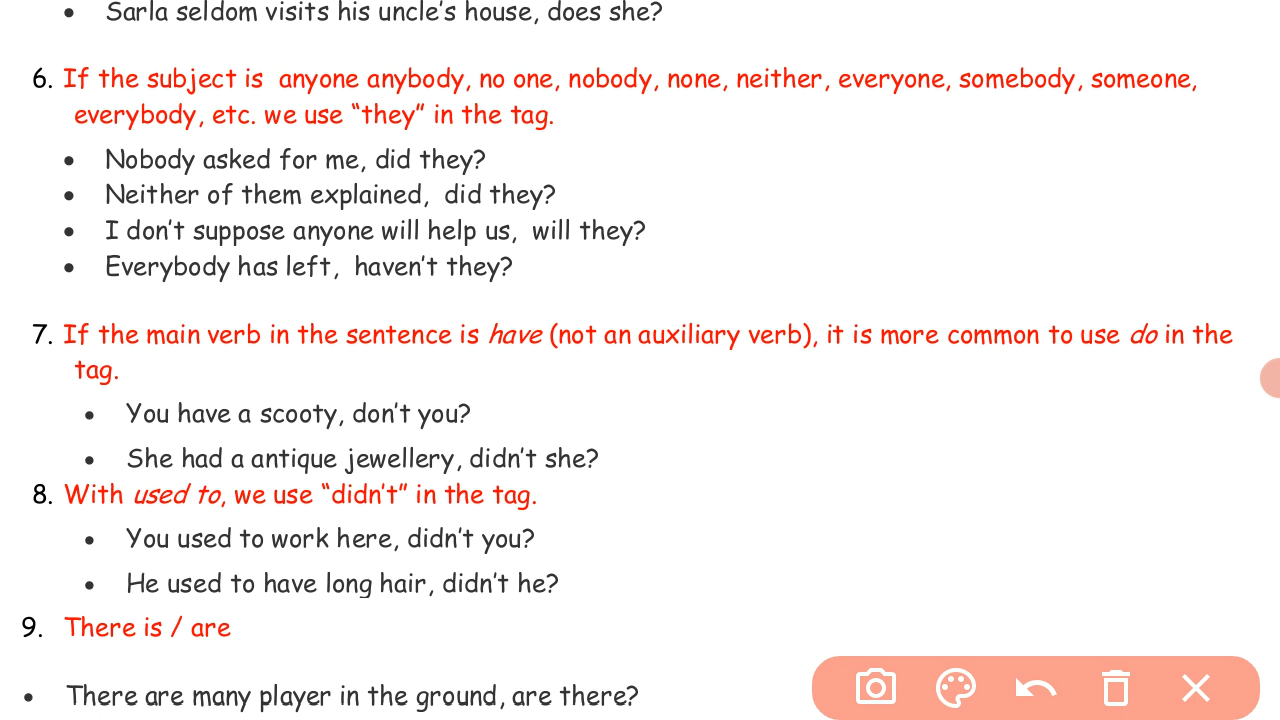 • Sarla seldom visits his uncle's house, does she?
6. If the subject is anyone anybody, no one, nobody, none, neither, everyone, somebody, someone,
everybody, etc. we use “they” in the tag.
• Nobody asked for me, did they?
• Neither of them explained, did they?
• I don't suppose anyone will help us, will they?
• Everybody has left, haven't they?
7. If the main verb in the sentence is have (not an auxiliary verb), it is more common to use do in the
tag.
• You have a scooty, don't you?
• She had a antique jewellery, didn't she?
8. With used to, we use “didn't” in the tag.
• You used to work here, didn't you?
• He used to have long hair, didn't he?
9. There is / are
• There are many player in the ground, are there?